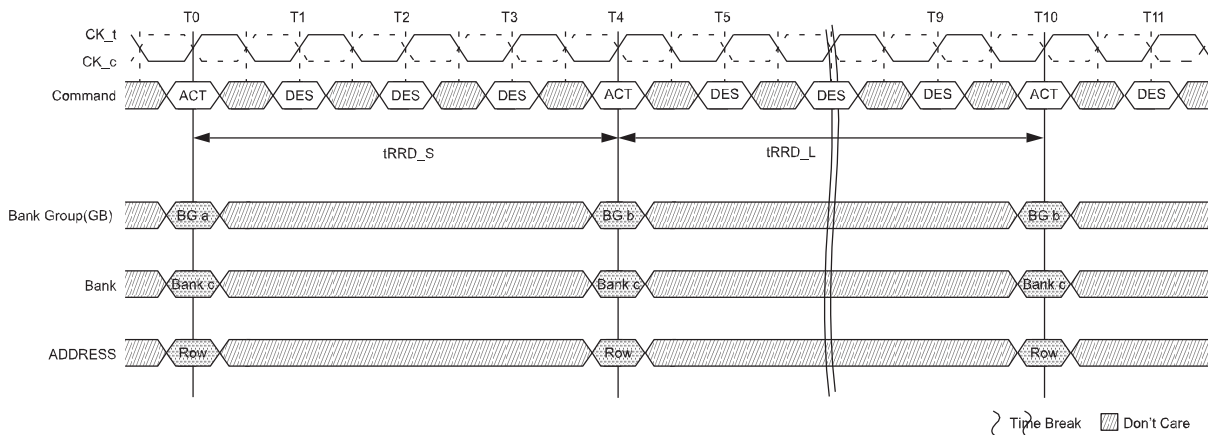 T0 T1 T2 T3 T4 T5 T9 T10 T11
CK_t
CK_c
Command ACT DES DES DES ACT DES DES DES ACT DES
tRRD_S tRRD_L
Bank Group(GB) BG a BG b BG b
Bank Bank c Bank c Bank c
ADDRESS Row Row Row
Time Break Don't Care